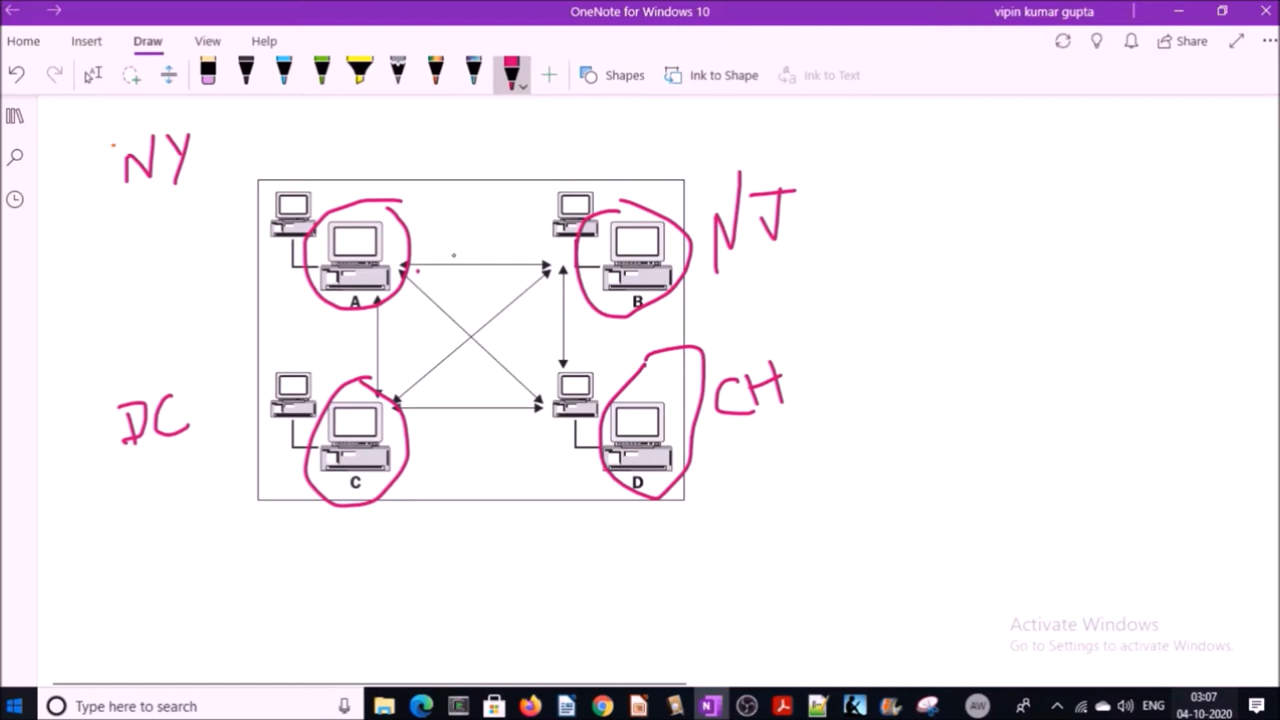 OneNote for Windows 10
vipin kumar gupta
Home Insert Draw View Help
Share
Shapes
Ink to Shape
Ink to Text
NY
NJ
A
B
DC
CH
C
D
Activate Windows
Go to Settings to activate Windows.
Type here to search
AW
ENG
03:07
04-10-2020